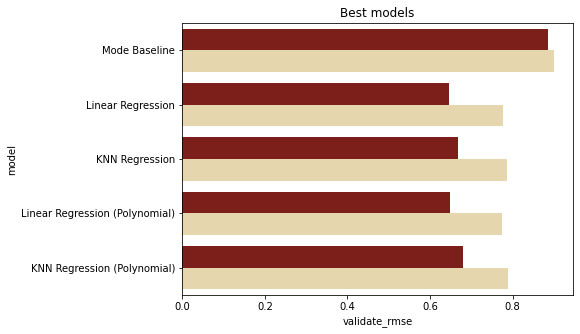 Best models
Mode Baseline
Linear Regression
KNN Regression
Linear Regression (Polynomial)
KNN Regression (Polynomial)
model
0.0 0.2 0.4 0.6 0.8
validate_rmse